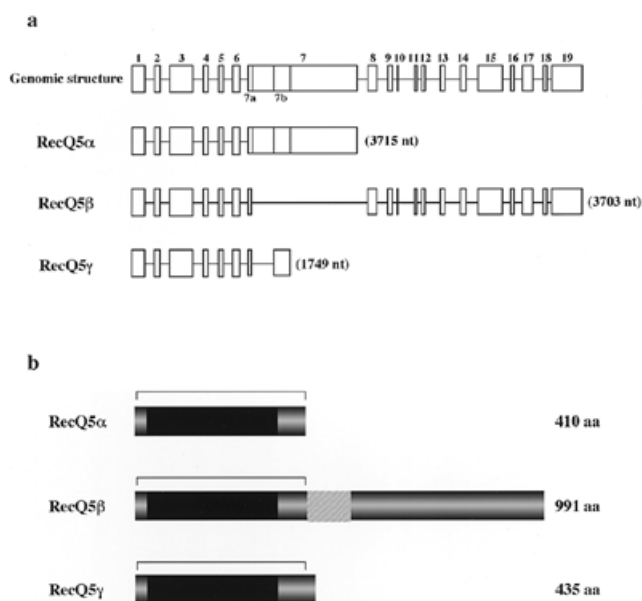 a
1 2 3 4 5 6 7 8 9 10 11 12 13 14 15 16 17 18 19
Genomic structure
7a 7b
RecQ5α (3715 nt)
RecQ5β (3703 nt)
RecQ5γ (1749 nt)
b
RecQ5α 410 aa
RecQ5β 991 aa
RecQ5γ 435 aa